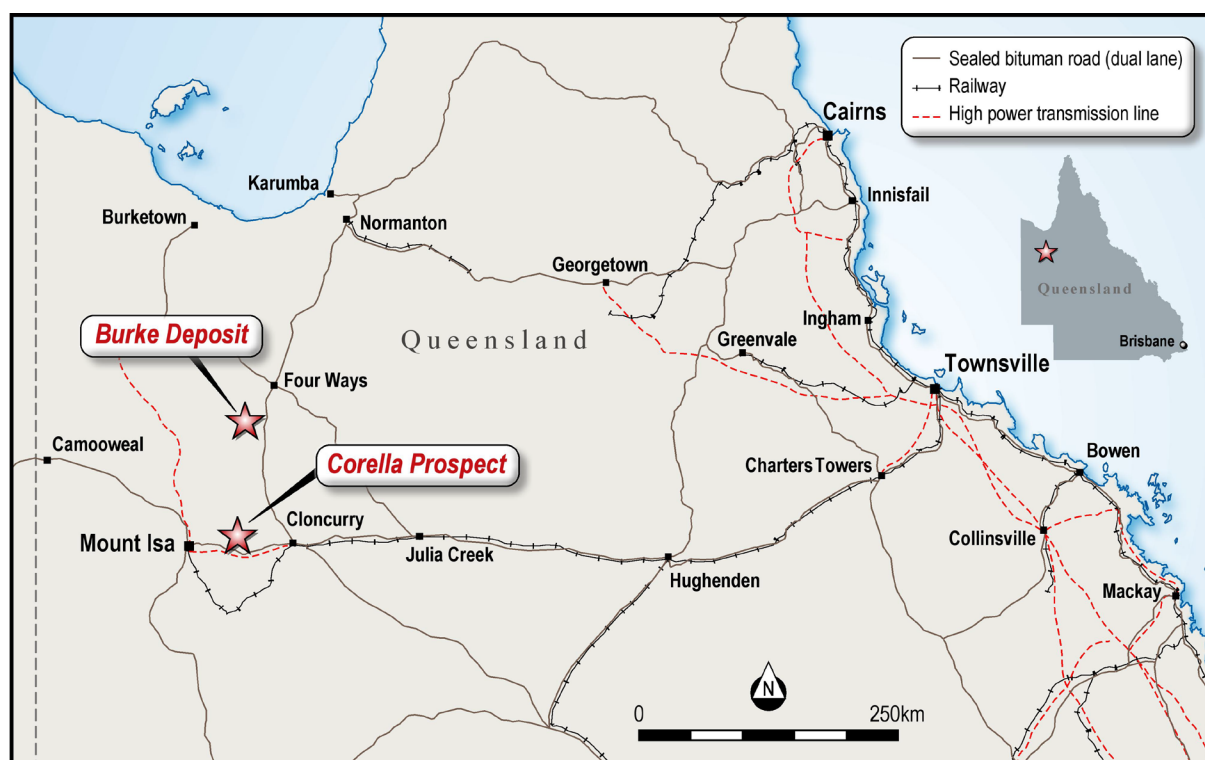 Sealed bituman road (dual lane)
Railway
High power transmission line
Cairns
Karumba
Innisfail
Burketown
Normanton
Georgetown
Queensland
Burke Deposit
Queensland
Ingham
Greenvale
Brisbane
Townsville
Four Ways
Camooweal
Corella Prospect
Charters Towers
Bowen
Cloncurry
Mount Isa
Julia Creek
Collinsville
Hughenden
Mackay
N
0
250km